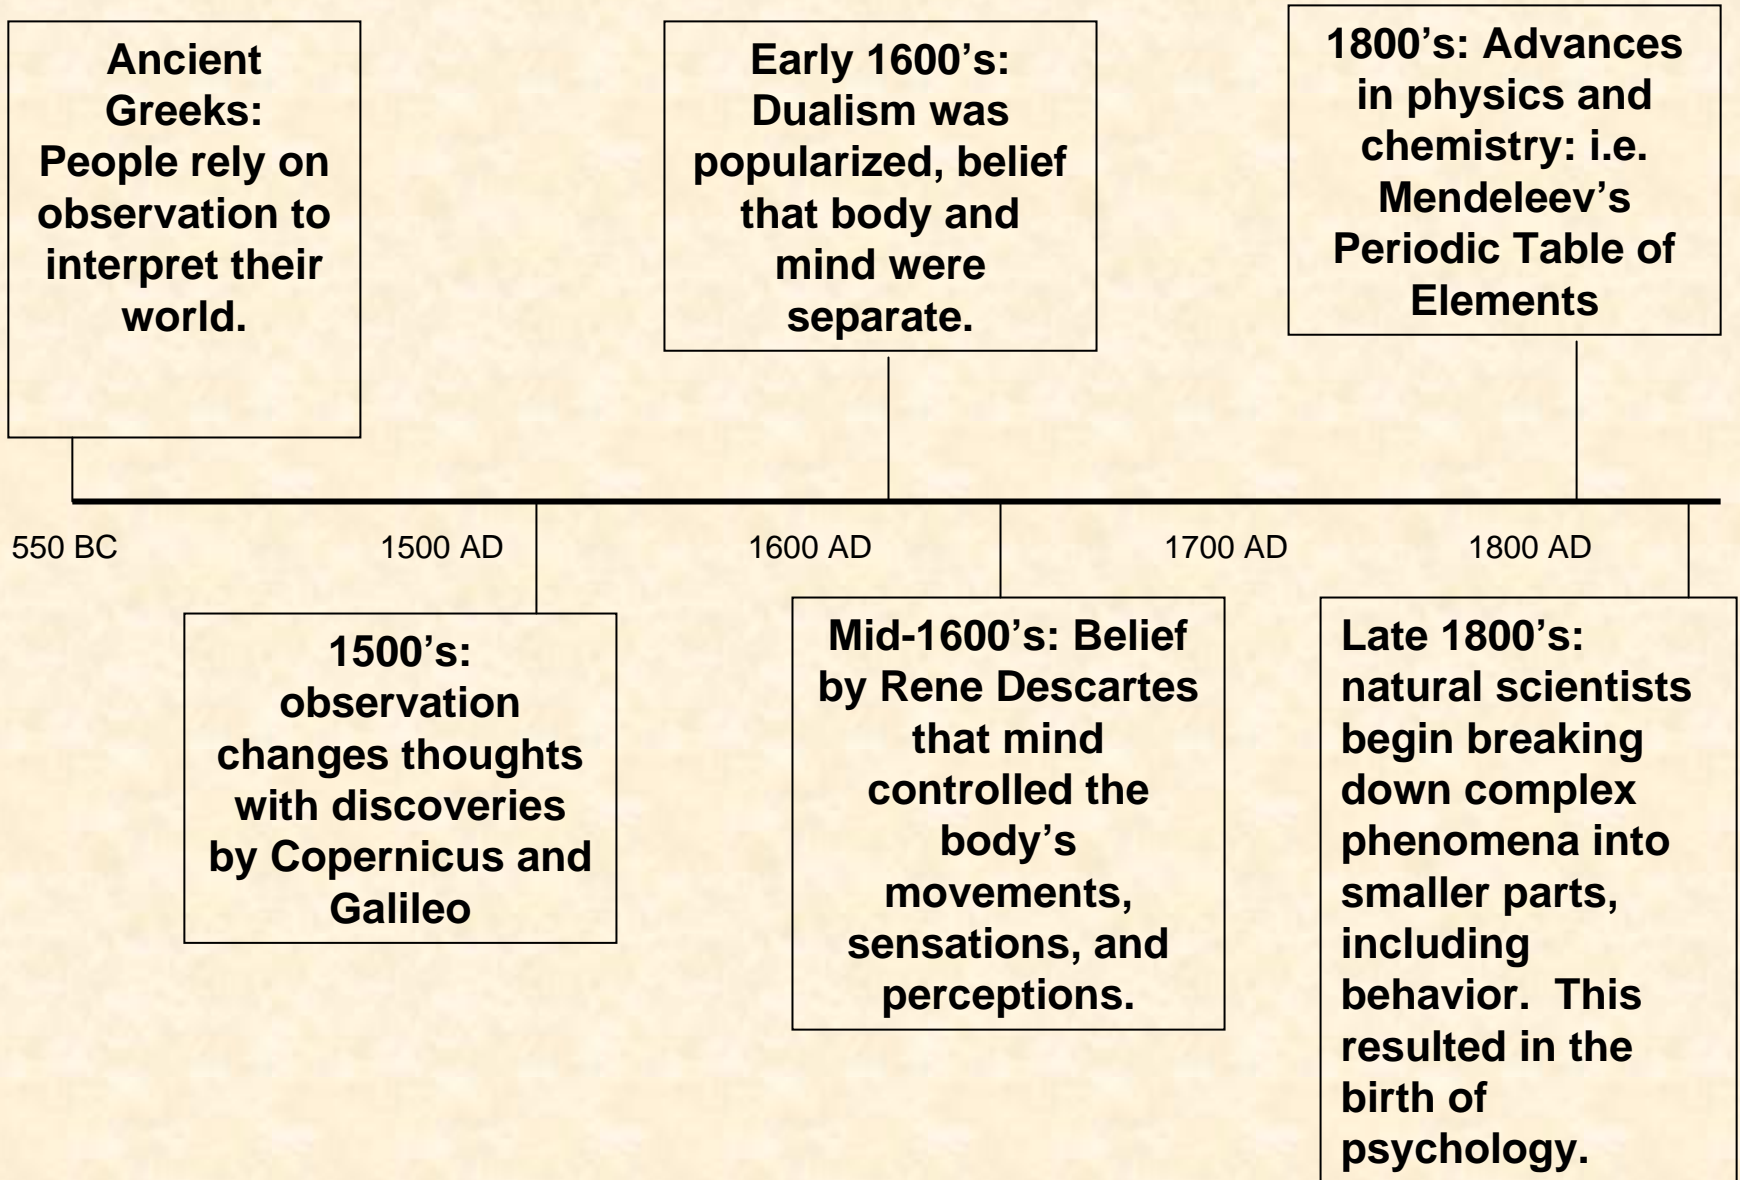 Ancient
Greeks:
People rely on
observation to
interpret their
world.
Early 1600’s:
Dualism was
popularized, belief
that body and
mind were
separate.
1800’s: Advances
in physics and
chemistry: i.e.
Mendeleev’s
Periodic Table of
Elements
550 BC
1500 AD
1600 AD
1700 AD
1800 AD
1500’s:
observation
changes thoughts
with discoveries
by Copernicus and
Galileo
Mid-1600’s: Belief
by Rene Descartes
that mind
controlled the
body’s
movements,
sensations, and
perceptions.
Late 1800’s:
natural scientists
begin breaking
down complex
phenomena into
smaller parts,
including
behavior.  This
resulted in the
birth of
psychology.